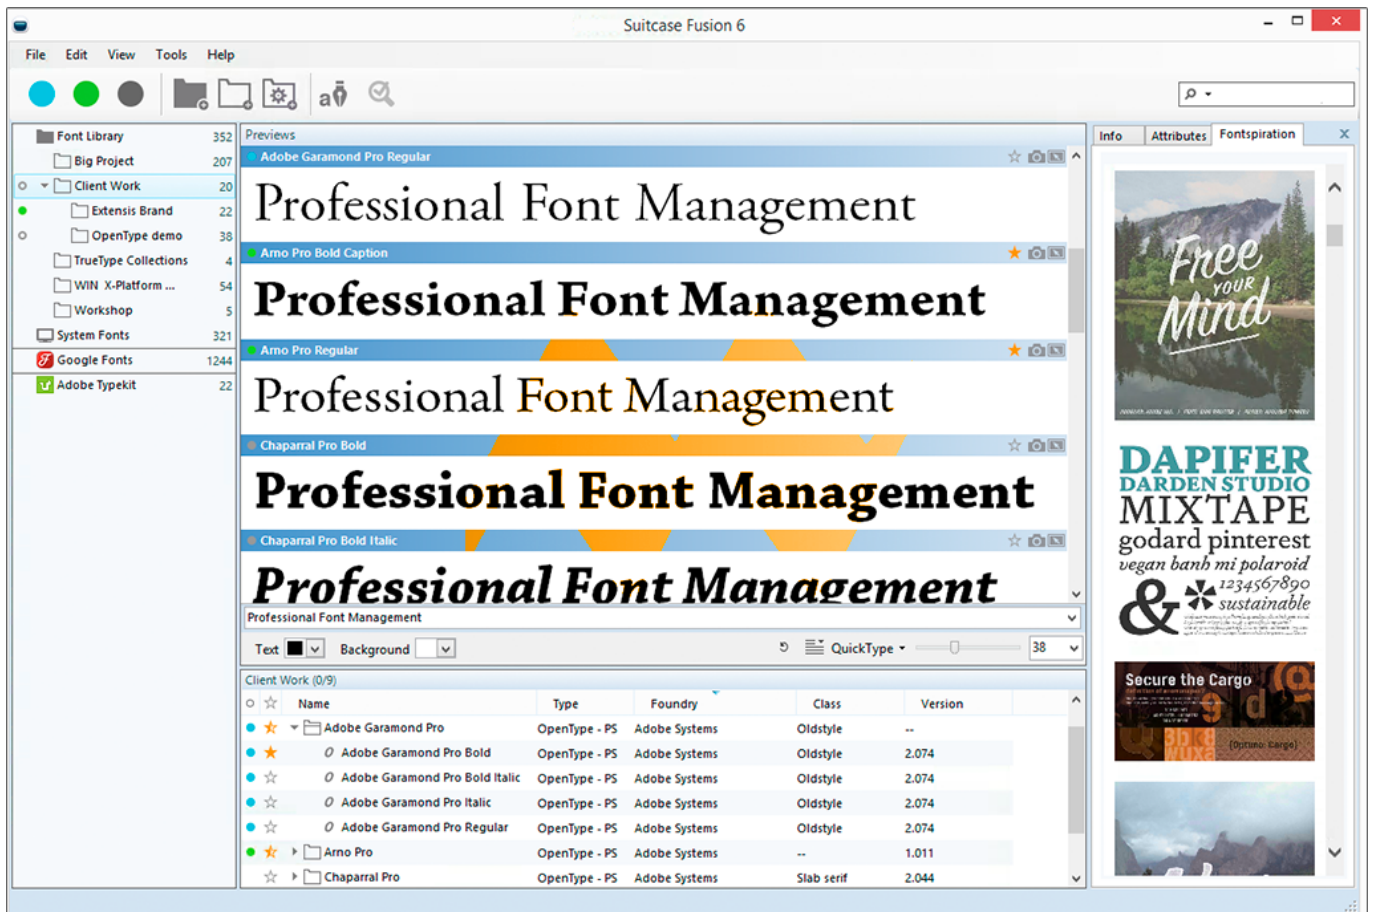 Suitcase Fusion 6
File Edit View Tools Help
Font Library 352
Big Project 207
Client Work 20
Extensis Brand 22
OpenType demo 38
TrueType Collections 4
WIN X-Platform ... 54
Workshop 5
System Fonts 321
Google Fonts 1244
Adobe Typekit 22
Previews
Adobe Garamond Pro Regular
Professional Font Management
Arno Pro Bold Caption
Professional Font Management
Arno Pro Regular
Professional Font Management
Chaparral Pro Bold
Professional Font Management
Chaparral Pro Bold Italic
Professional Font Management
Professional Font Management
Text Background QuickType 38
Client Work (0/9)
Name Type Foundry Class Version
Adobe Garamond Pro OpenType - PS Adobe Systems Oldstyle --
O Adobe Garamond Pro Bold OpenType - PS Adobe Systems Oldstyle 2.074
O Adobe Garamond Pro Bold Italic OpenType - PS Adobe Systems Oldstyle 2.074
O Adobe Garamond Pro Italic OpenType - PS Adobe Systems Oldstyle 2.074
O Adobe Garamond Pro Regular OpenType - PS Adobe Systems Oldstyle 2.074
Arno Pro OpenType - PS Adobe Systems -- 1.011
Chaparral Pro OpenType - PS Adobe Systems Slab serif 2.044
Info Attributes Fontspiration
Free
YOUR
Mind
DAPIFER
DARDEN STUDIO
MIXTAPE
godard pinterest
vegan banh mi polaroid
& * 1234567890
sustainable
Secure the Cargo
(Optimo: Cargo)